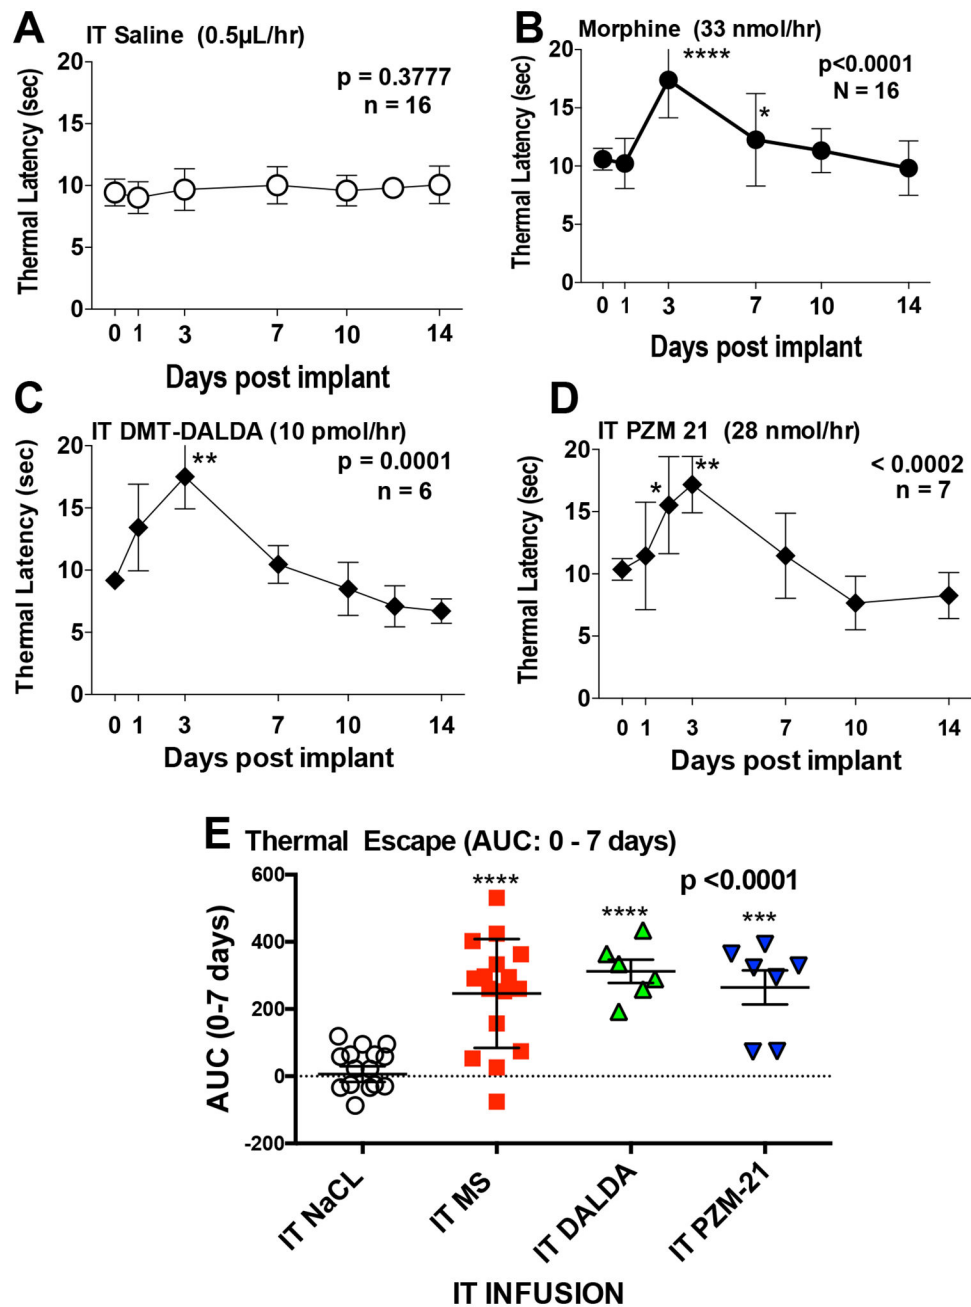 A
IT Saline (0.5µL/hr)
p = 0.3777
n = 16
Thermal Latency (sec)
20
15
10
5
0
0 1 3 7 10 14
Days post implant
B
Morphine (33 nmol/hr)
****
p<0.0001
N = 16
*
Thermal Latency (sec)
20
15
10
5
0
0 1 3 7 10 14
Days post implant
C
IT DMT-DALDA (10 pmol/hr)
**
p = 0.0001
n = 6
Thermal Latency (sec)
20
15
10
5
0
0 1 3 7 10 14
Days post implant
D
IT PZM 21 (28 nmol/hr)
< 0.0002
n = 7
*
**
Thermal Latency (sec)
20
15
10
5
0
0 1 3 7 10 14
Days post implant
E
Thermal Escape (AUC: 0 - 7 days)
p <0.0001
****
****
***
AUC (0-7 days)
600
400
200
0
-200
IT NaCL
IT MS
IT DALDA
IT PZM-21
IT INFUSION